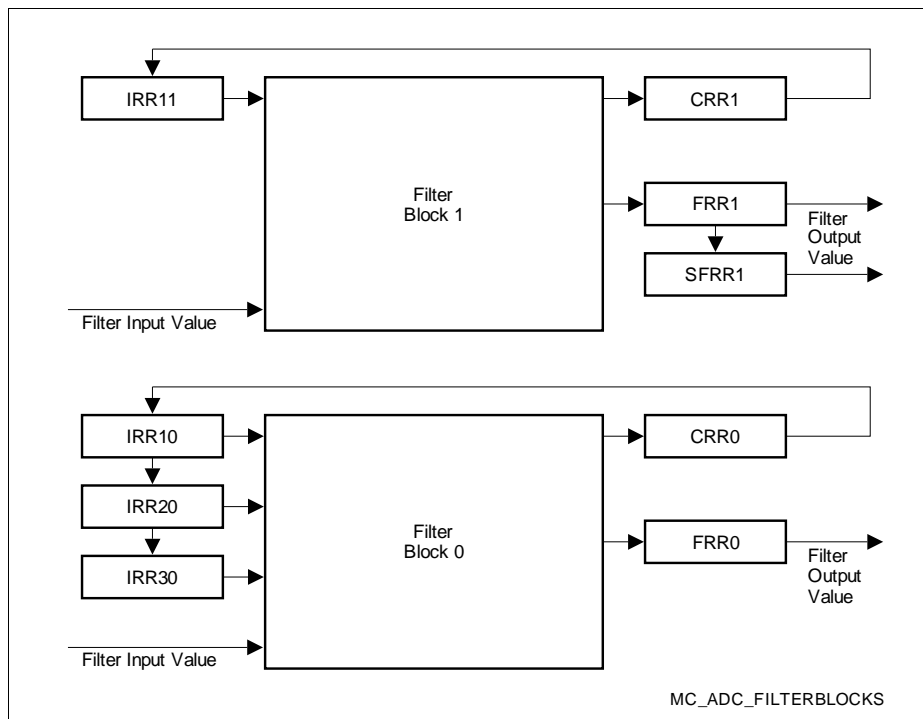 IRR11
CRR1
Filter
Block 1
FRR1
Filter
Output
Value
SFRR1
Filter Input Value
IRR10
CRR0
IRR20
Filter
Block 0
FRR0
IRR30
Filter
Output
Value
Filter Input Value
MC_ADC_FILTERBLOCKS